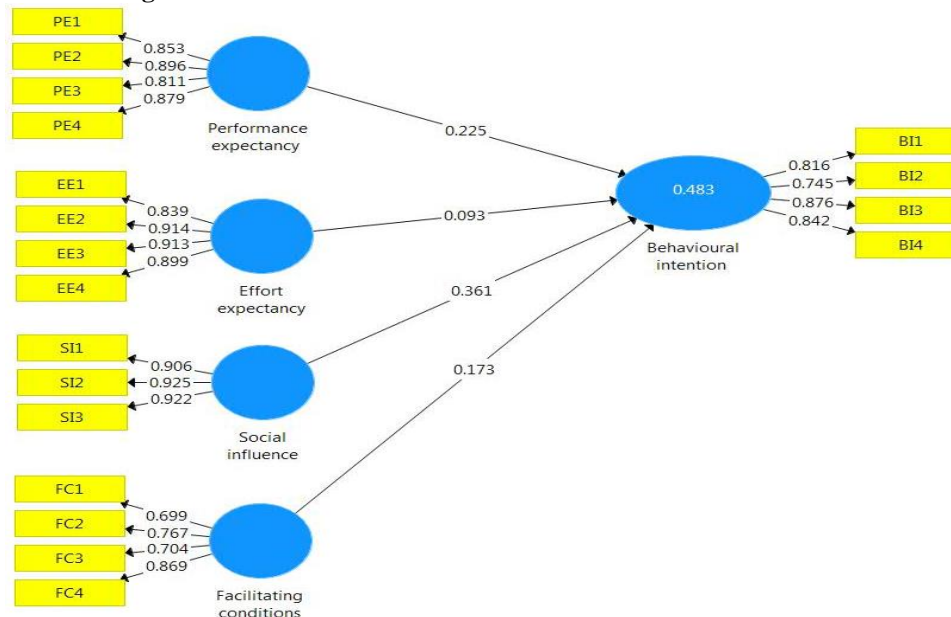 PE1
PE2
PE3
PE4
0.853
0.896
0.811
0.879
Performance
expectancy
0.225
EE1
EE2
EE3
EE4
0.839
0.914
0.913
0.899
Effort
expectancy
0.093
SI1
SI2
SI3
0.906
0.925
0.922
Social
influence
0.361
FC1
FC2
FC3
FC4
0.699
0.767
0.704
0.869
Facilitating
conditions
0.173
0.483
Behavioural
intention
0.816
0.745
0.876
0.842
BI1
BI2
BI3
BI4